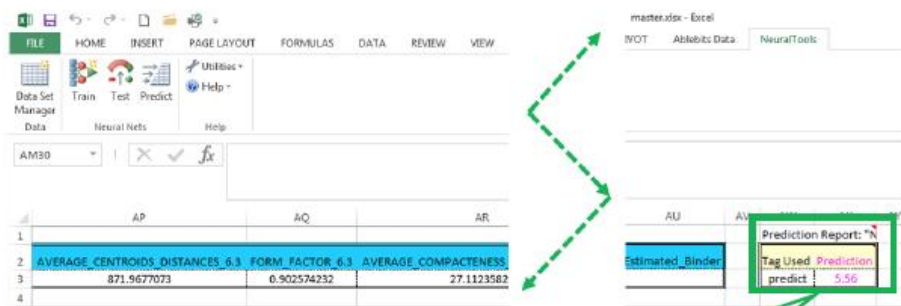 master.xlsx - Excel
FILE HOME INSERT PAGE LAYOUT FORMULAS DATA REVIEW VIEW
Ablebits Data NeuralTools
Data Set Manager
Train Test Predict
Utilities
Help
Data Neural Nets Help
AM30
fx
AP AQ AR AU
1
Prediction Report: "N
2 AVERAGE_CENTROIDS_DISTANCES_6.3 FORM_FACTOR_6.3 AVERAGE_COMPACTENESS Estimated_Binder Tag Used Prediction
3 871.9677073 0.902574232 27.1123582 predict 5.56
4